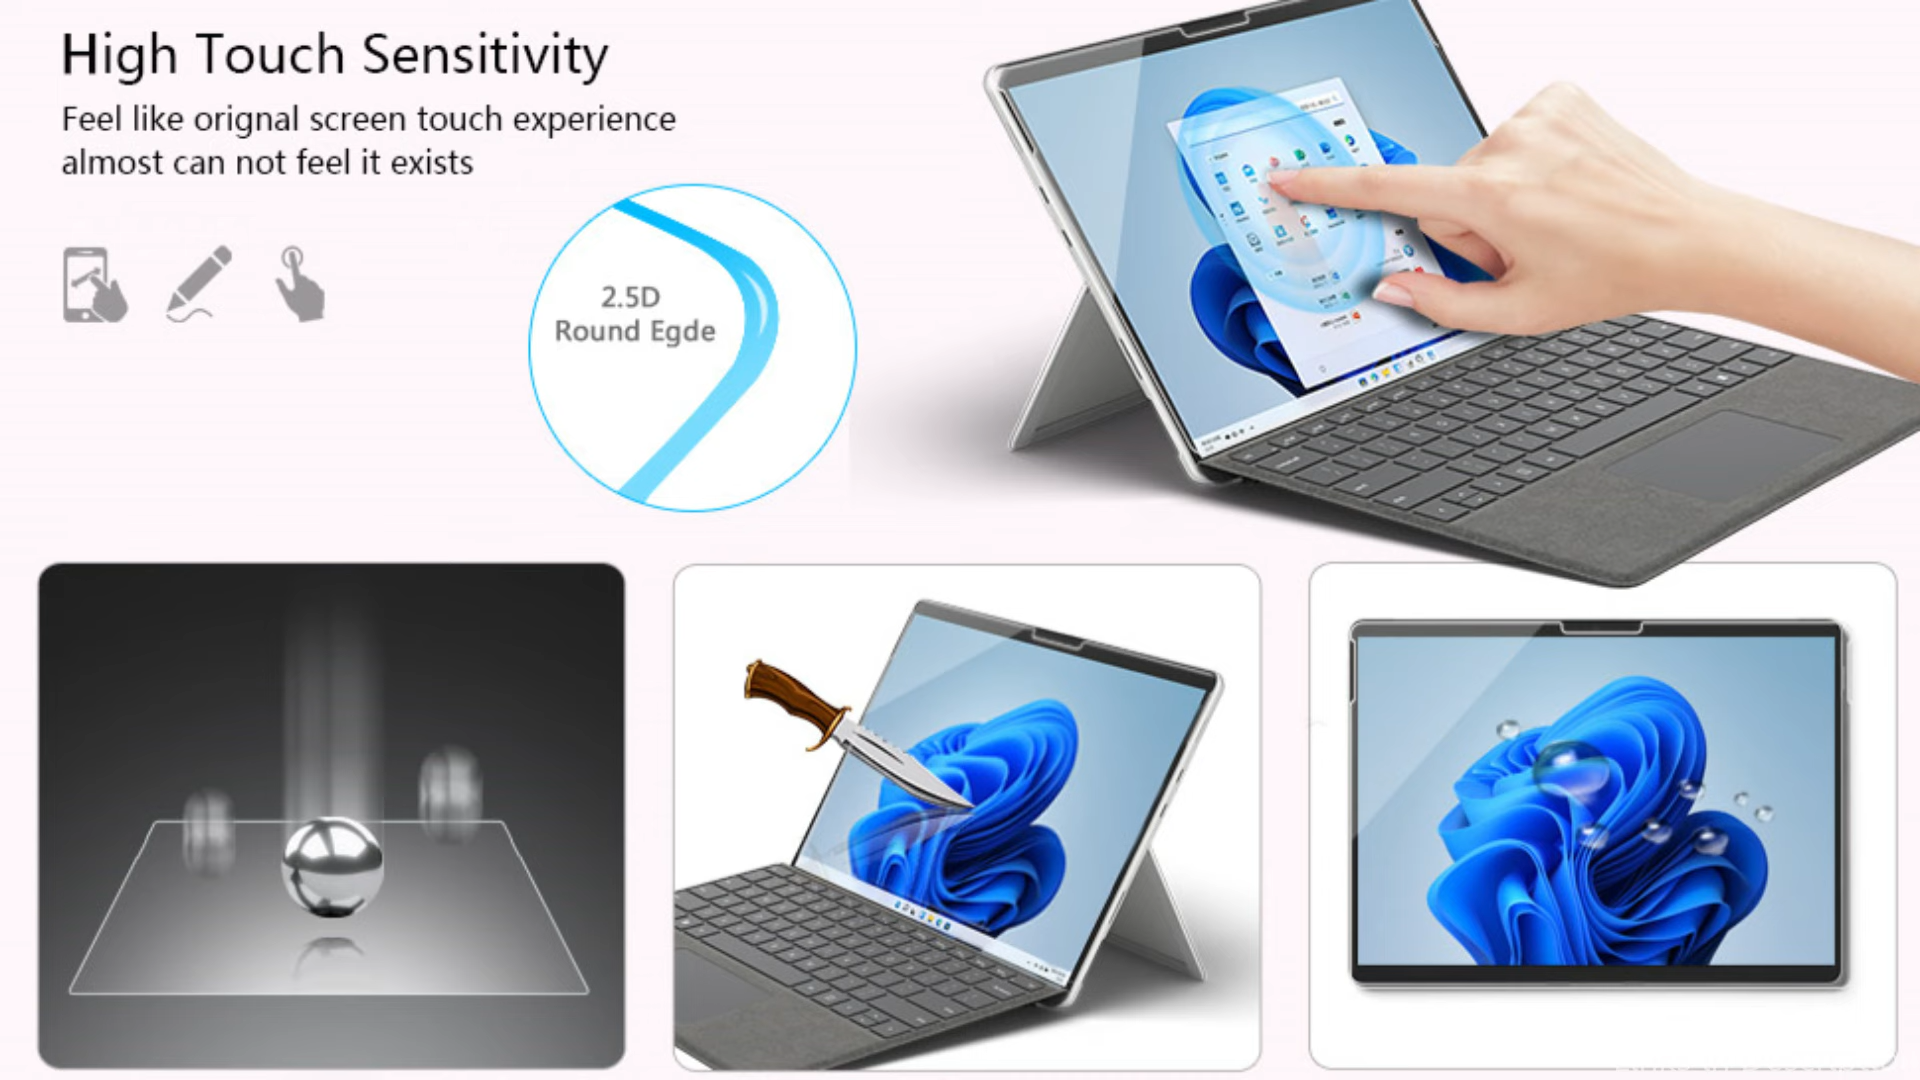 High Touch Sensitivity
Feel like orignal screen touch experience
almost can not feel it exists
2.5D
Round Egde